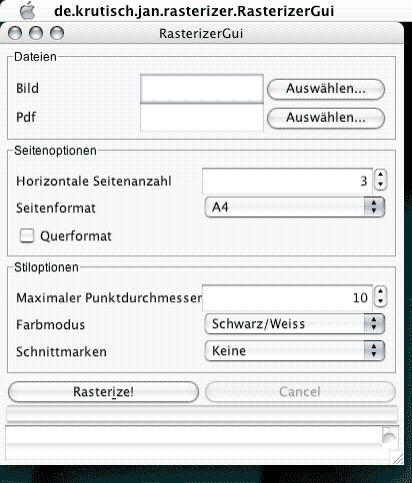 de.krutisch.jan.rasterizer.RasterizerGui
RasterizerGui
Dateien
Bild Auswählen...
Pdf Auswählen...
Seitenoptionen
Horizontale Seitenanzahl 3
Seitenformat A4
Querformat
Stiloptionen
Maximaler Punktdurchmesser 10
Farbmodus Schwarz/Weiss
Schnittmarken Keine
Rasterize! Cancel